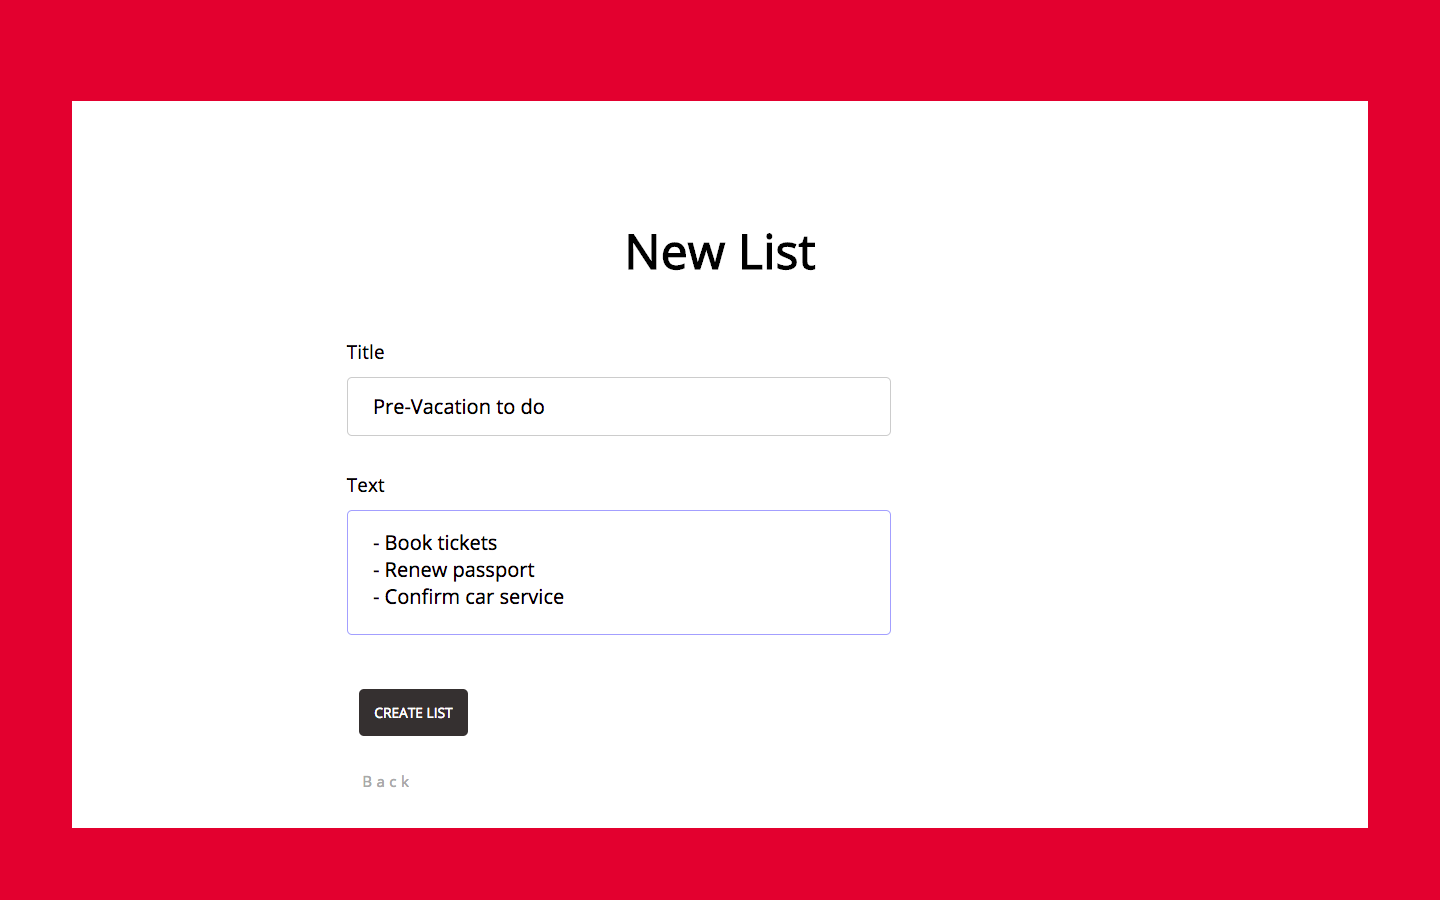 New List
Title
Pre-Vacation to do
Text
- Book tickets
- Renew passport
- Confirm car service
CREATE LIST
Back